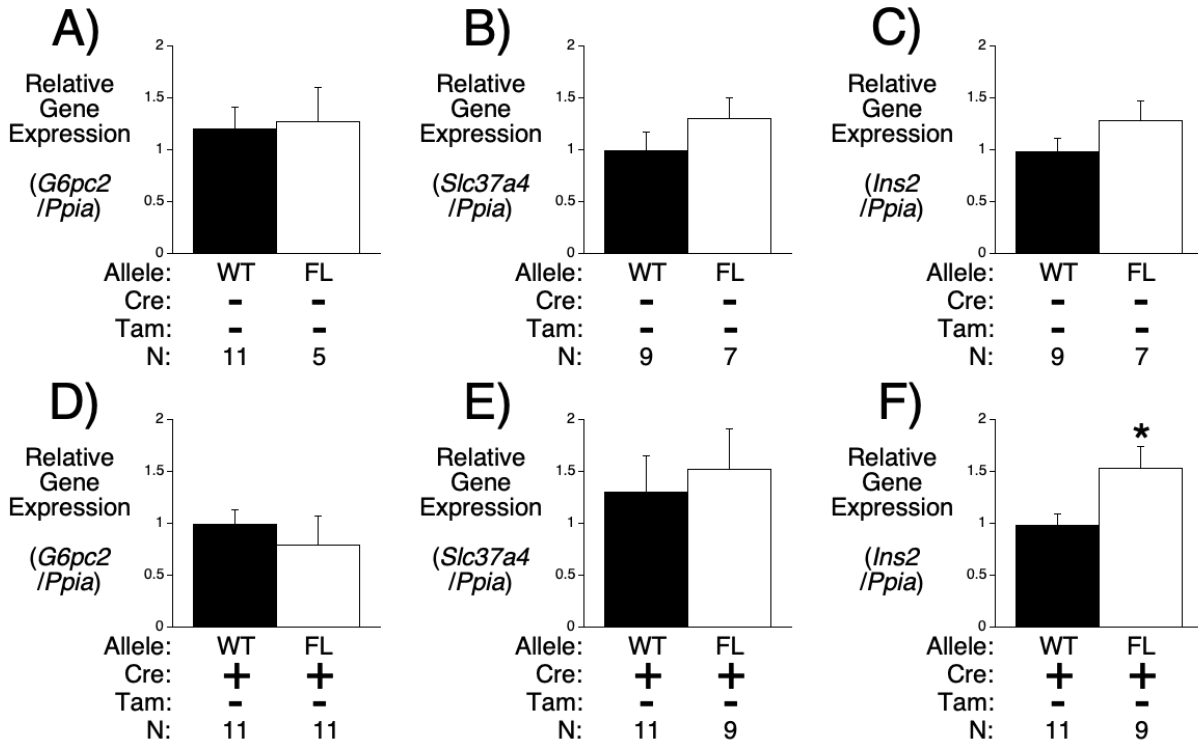 A)
Relative
Gene
Expression
(G6pc2
/Ppia)
2
1.5
1
0.5
0
Allele: WT FL
Cre: - -
Tam: - -
N: 11 5
B)
Relative
Gene
Expression
(Slc37a4
/Ppia)
2
1.5
1
0.5
0
Allele: WT FL
Cre: - -
Tam: - -
N: 9 7
C)
Relative
Gene
Expression
(Ins2
/Ppia)
2
1.5
1
0.5
0
Allele: WT FL
Cre: - -
Tam: - -
N: 9 7
D)
Relative
Gene
Expression
(G6pc2
/Ppia)
2
1.5
1
0.5
0
Allele: WT FL
Cre: + +
Tam: - -
N: 11 11
E)
Relative
Gene
Expression
(Slc37a4
/Ppia)
2
1.5
1
0.5
0
Allele: WT FL
Cre: + +
Tam: - -
N: 11 9
F)
Relative
Gene
Expression
(Ins2
/Ppia)
2
1.5
1
0.5
0
*
Allele: WT FL
Cre: + +
Tam: - -
N: 11 9